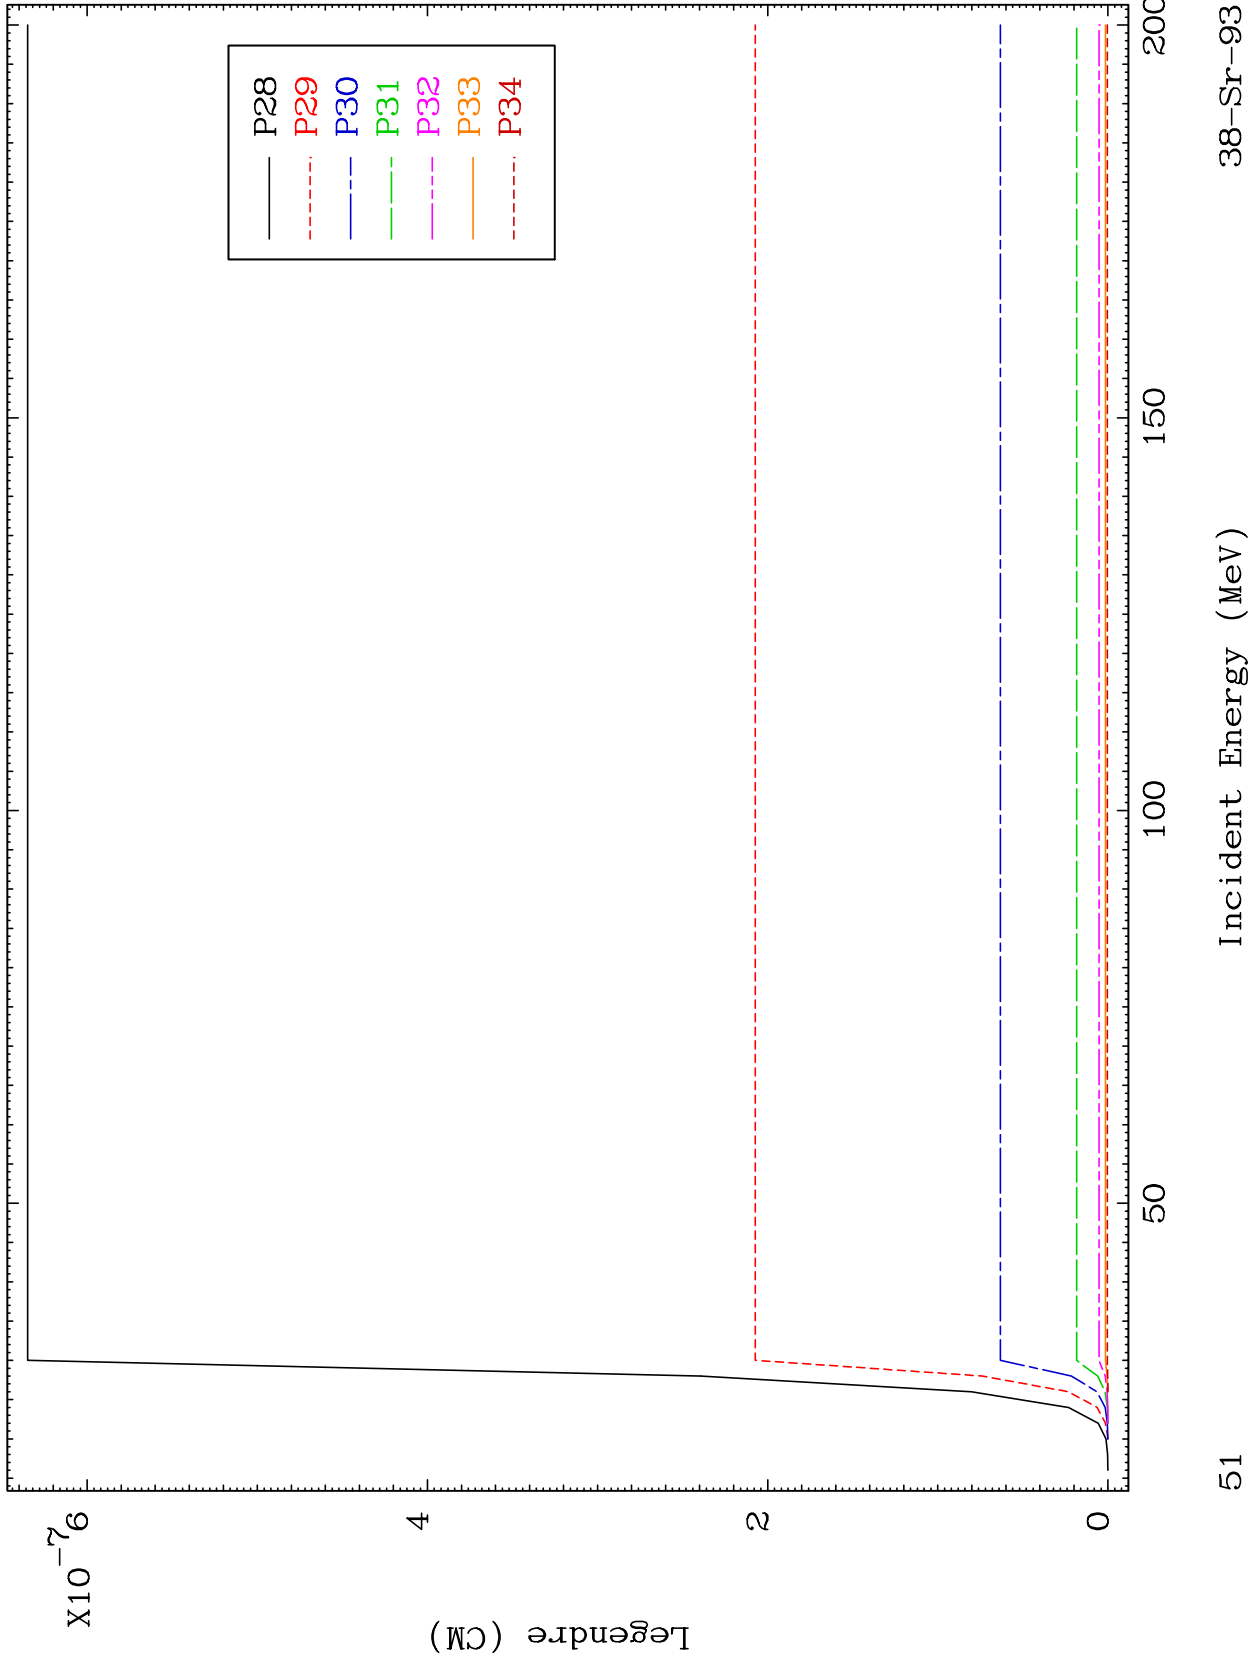 X10-7
6
4
2
0
Legendre (CM)
P28
P29
P30
P31
P32
P33
P34
50
100
150
200
Incident Energy (MeV)
51
38-Sr-93